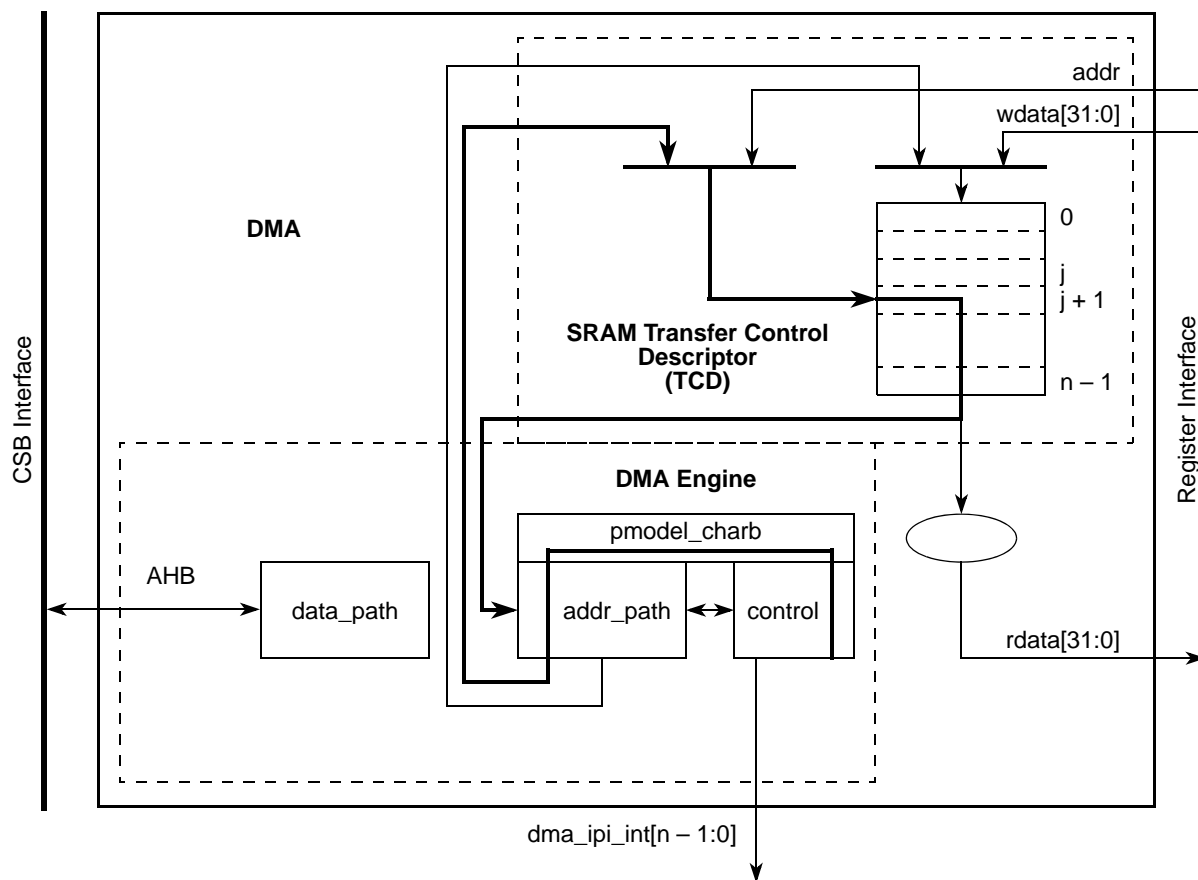 addr
wdata[31:0]
DMA
0
j
j + 1
n – 1
SRAM Transfer Control
Descriptor
(TCD)
CSB Interface
Register Interface
DMA Engine
pmodel_charb
AHB
data_path
addr_path
control
rdata[31:0]
dma_ipi_int[n – 1:0]